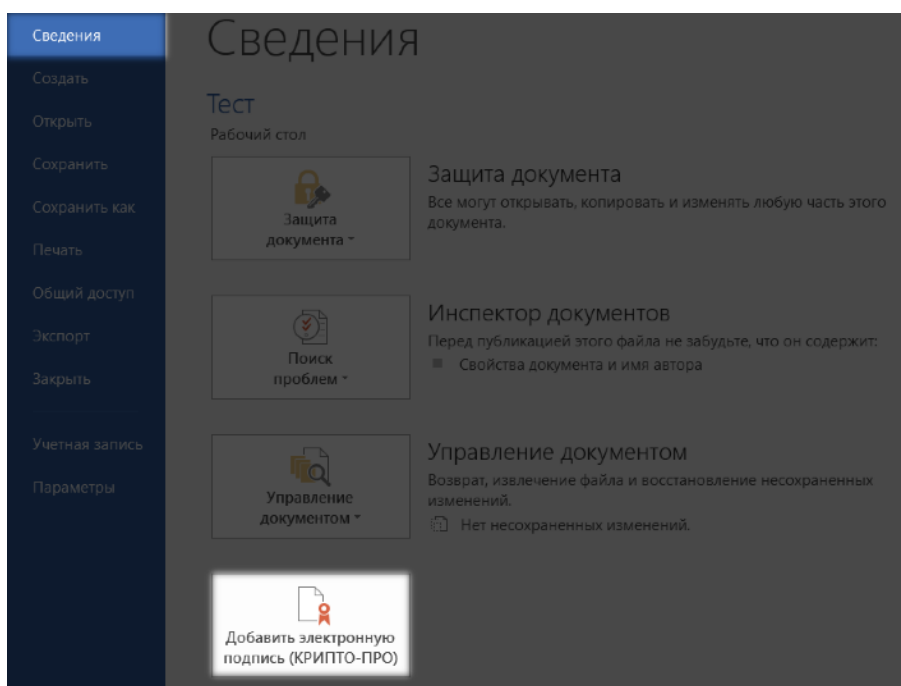 Сведения
Создать
Открыть
Сохранить
Сохранить как
Печать
Общий доступ
Экспорт
Закрыть
Учетная запись
Параметры
Сведения
Тест
Рабочий стол
Защита
документа
Защита документа
Все могут открывать, копировать и изменять любую часть этого
документа.
Поиск
проблем
Инспектор документов
Перед публикацией этого файла не забудьте, что он содержит:
Свойства документа и имя автора
Управление
документом
Управление документом
Возврат, извлечение файла и восстановление несохраненных
изменений.
Нет несохраненных изменений.
Добавить электронную
подпись (КРИПТО-ПРО)